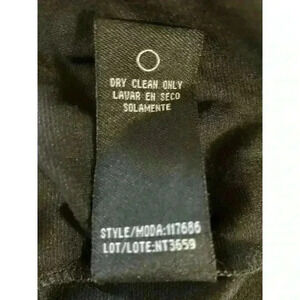 DRY CLEAN ONLY
LAVAR EN SECO
SOLAMENTE
STYLE/MODA:117686
LOT/LOTE:NT3659